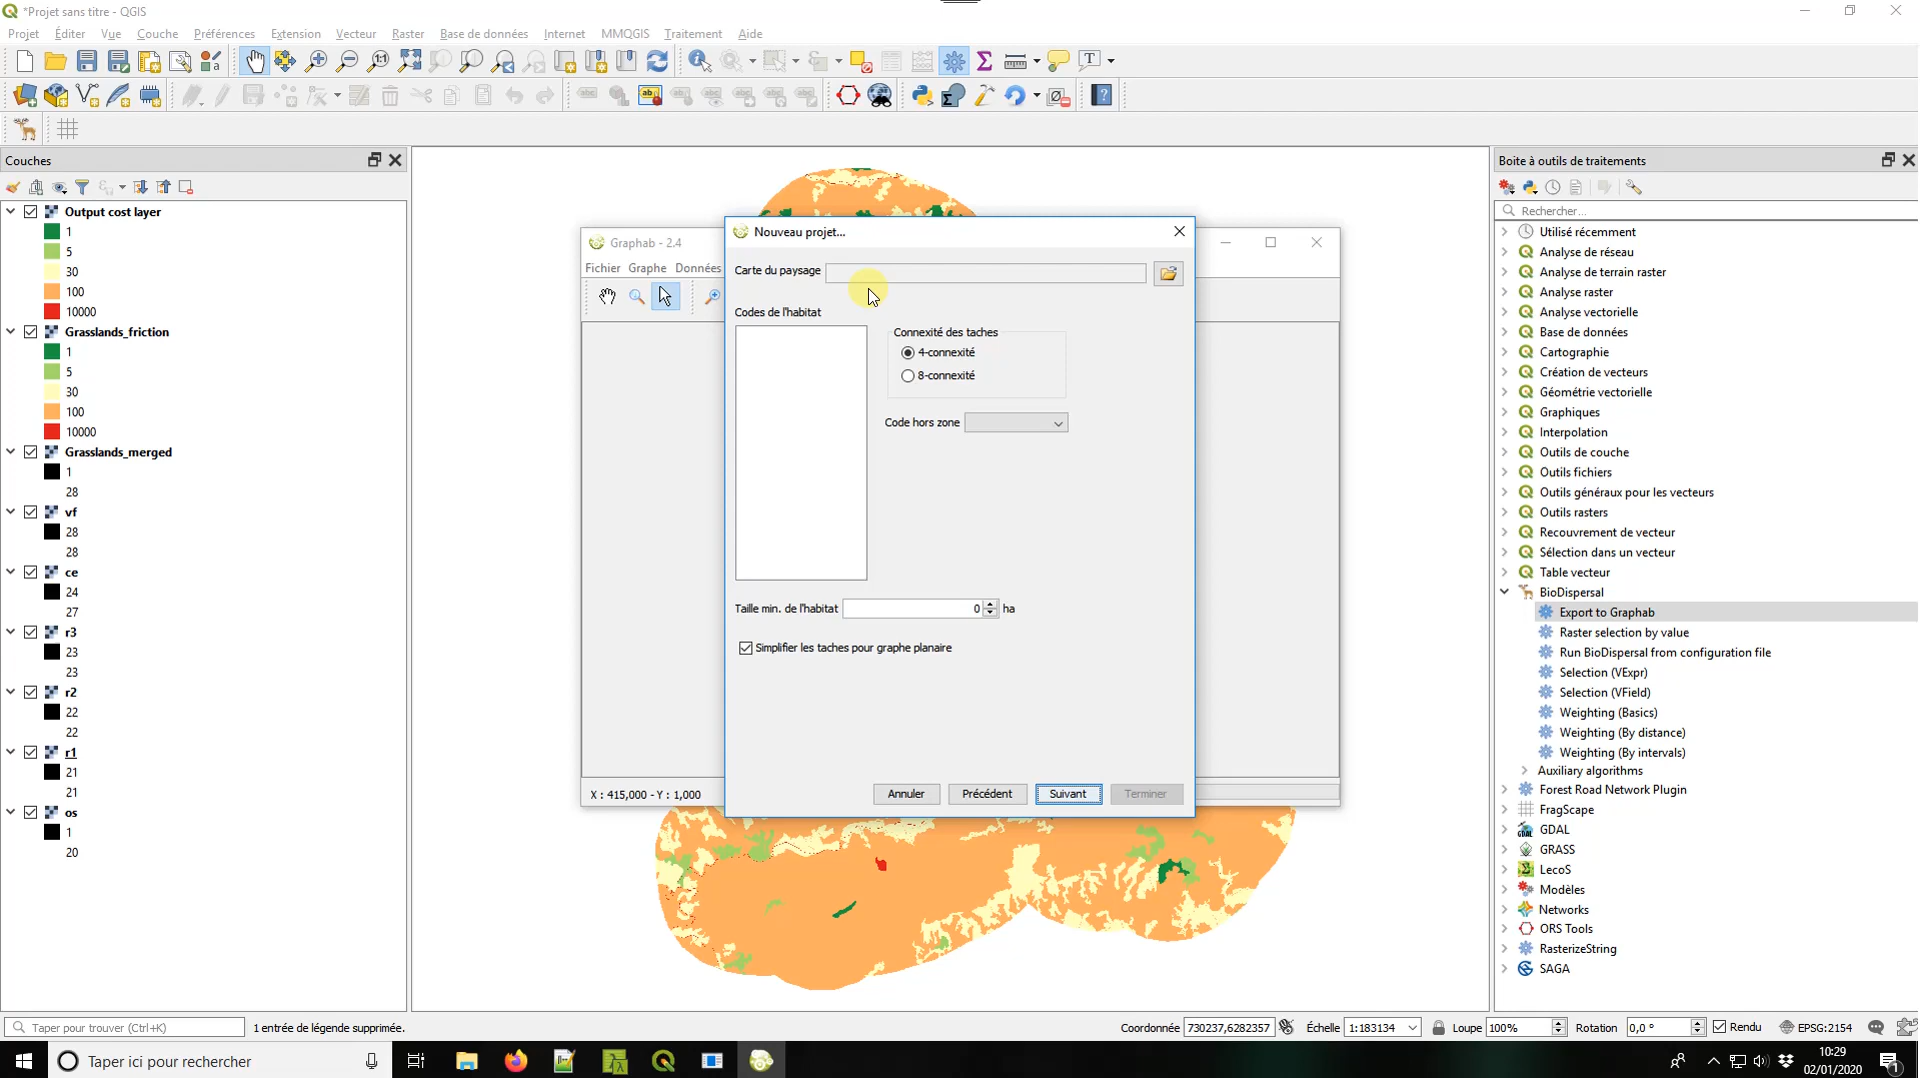 *Projet sans titre - QGIS
Projet Éditer Vue Couche Préférences Extension Vecteur Raster Base de données Internet MMQGIS Traitement Aide
Couches
Output cost layer
1
5
30
100
10000
Grasslands_friction
1
5
30
100
10000
Grasslands_merged
1
28
vf
28
28
ce
24
27
r3
23
23
r2
22
22
r1
21
21
os
1
20
Graphab - 2.4
Fichier Graphe Données
X : 415,000 - Y : 1,000
Nouveau projet...
Carte du paysage
Codes de l'habitat
Connexité des taches
4-connexité
8-connexité
Code hors zone
Taille min. de l'habitat 0 ha
Simplifier les taches pour graphe planaire
Annuler Précédent Suivant Terminer
Boite à outils de traitements
Rechercher...
Utilisé récemment
Analyse de réseau
Analyse de terrain raster
Analyse raster
Analyse vectorielle
Base de données
Cartographie
Création de vecteurs
Géométrie vectorielle
Graphiques
Interpolation
Outils de couche
Outils fichiers
Outils généraux pour les vecteurs
Outils rasters
Recouvrement de vecteur
Sélection dans un vecteur
Table vecteur
BioDispersal
Export to Graphab
Raster selection by value
Run BioDispersal from configuration file
Selection (VExpr)
Selection (VField)
Weighting (Basics)
Weighting (By distance)
Weighting (By intervals)
Auxiliary algorithms
Forest Road Network Plugin
FragScape
GDAL
GRASS
LecoS
Modèles
Networks
ORS Tools
RasterizeString
SAGA
Taper pour trouver (Ctrl+K) 1 entrée de légende supprimée. Coordonnée 730237,6282357 Échelle 1:183134 Loupe 100% Rotation 0,0 ° Rendu EPSG:2154
Taper ici pour rechercher
10:29
02/01/2020